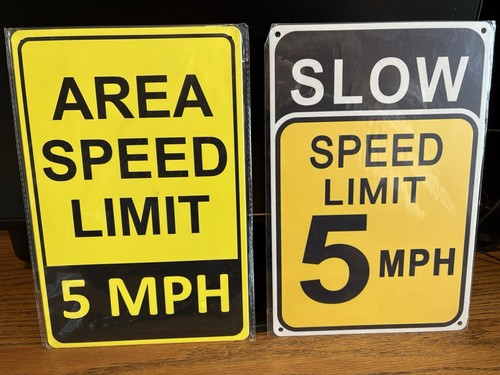 AREA
SPEED
LIMIT
5 MPH
SLOW
SPEED
LIMIT
5 MPH